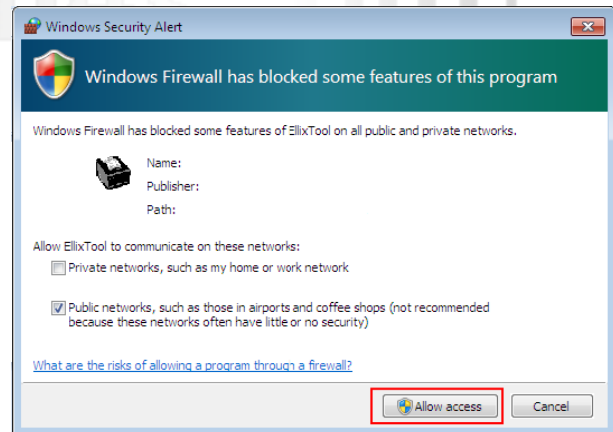 Windows Security Alert
Windows Firewall has blocked some features of this program
Windows Firewall has blocked some features of EllixTool on all public and private networks.
Name:
Publisher:
Path:
Allow EllixTool to communicate on these networks:
Private networks, such as my home or work network
Public networks, such as those in airports and coffee shops (not recommended
because these networks often have little or no security)
What are the risks of allowing a program through a firewall?
Allow access Cancel